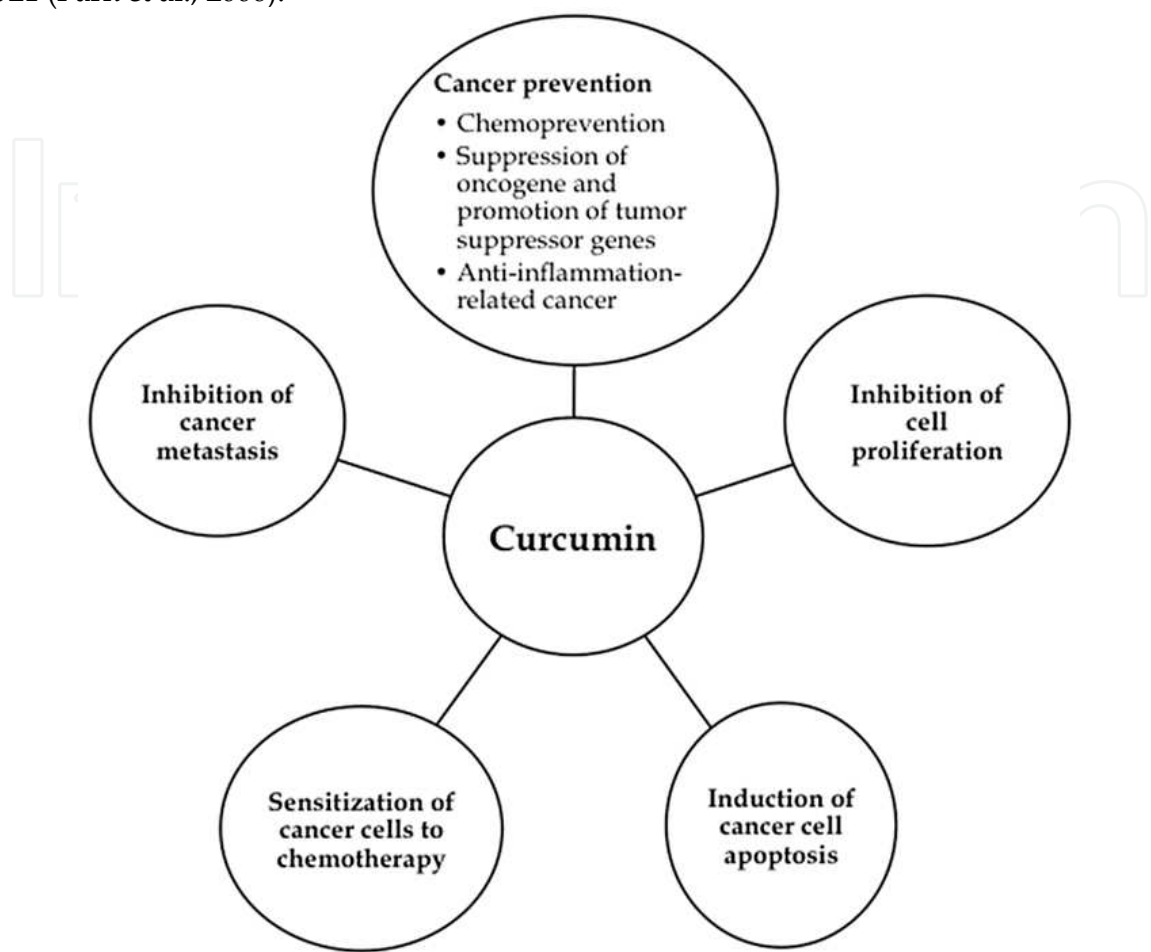 Cancer prevention
• Chemoprevention
• Suppression of
oncogene and
promotion of tumor
suppressor genes
• Anti-inflammation-
related cancer
Inhibition of
cancer
metastasis
Inhibition of
cell
proliferation
Curcumin
Sensitization of
cancer cells to
chemotherapy
Induction of
cancer cell
apoptosis